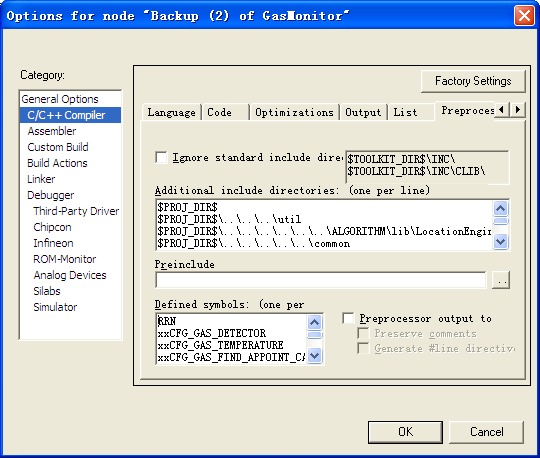 Options for node "Backup (2) of GasMonitor"
Category:
General Options
C/C++ Compiler
Assembler
Custom Build
Build Actions
Linker
Debugger
Third-Party Driver
Chipcon
Infineon
ROM-Monitor
Analog Devices
Silabs
Simulator
Factory Settings
Language
Code
Optimizations
Output
List
Preproces
Ignore standard include dire
$TOOLKIT_DIR$\INC\
$TOOLKIT_DIR$\INC\CLIB\
Additional include directories: (one per line)
$PROJ_DIR$
$PROJ_DIR$\..\..\..\util
$PROJ_DIR$\..\..\..\..\..\..\ALGORITHM\lib\LocationEngin
$PROJ_DIR$\..\..\..\..\..\common
Preinclude
..
Defined symbols: (one per
RRN
xxCFG_GAS_DETECTOR
xxCFG_GAS_TEMPERATURE
xxCFG_GAS_FIND_APPOINT_CA
Preprocessor output to
Preserve comments
Generate #line directive
OK
Cancel